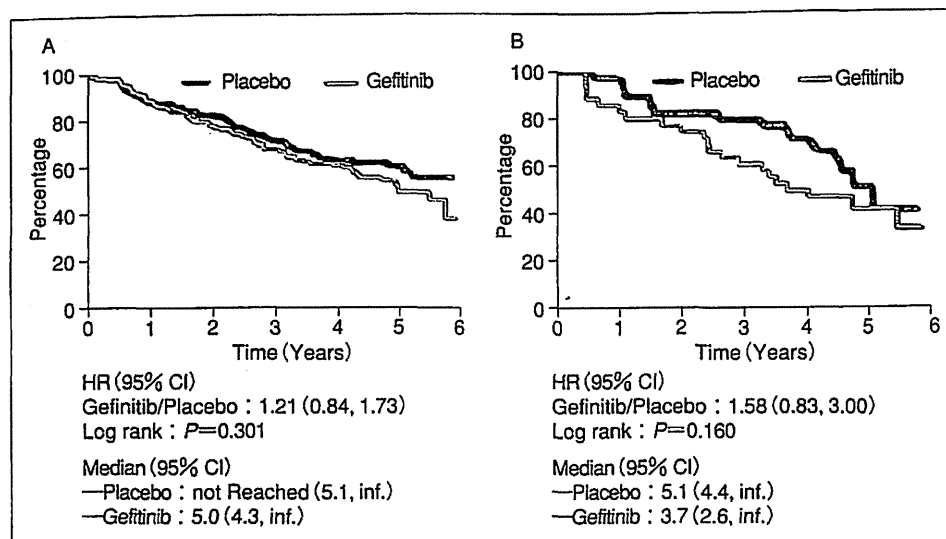 A
Placebo Gefitinib
100
80
60
40
20
0
Percentage
0 1 2 3 4 5 6
Time (Years)
HR (95% CI)
Gefinitib/Placebo : 1.21 (0.84, 1.73)
Log rank : P=0.301
Median (95% CI)
—Placebo : not Reached (5.1, inf.)
—Gefitinib : 5.0 (4.3, inf.)
B
Placebo Gefitinib
100
80
60
40
20
0
Percentage
0 1 2 3 4 5 6
Time (Years)
HR (95% CI)
Gefinitib/Placebo : 1.58 (0.83, 3.00)
Log rank : P=0.160
Median (95% CI)
—Placebo : 5.1 (4.4, inf.)
—Gefitinib : 3.7 (2.6, inf.)